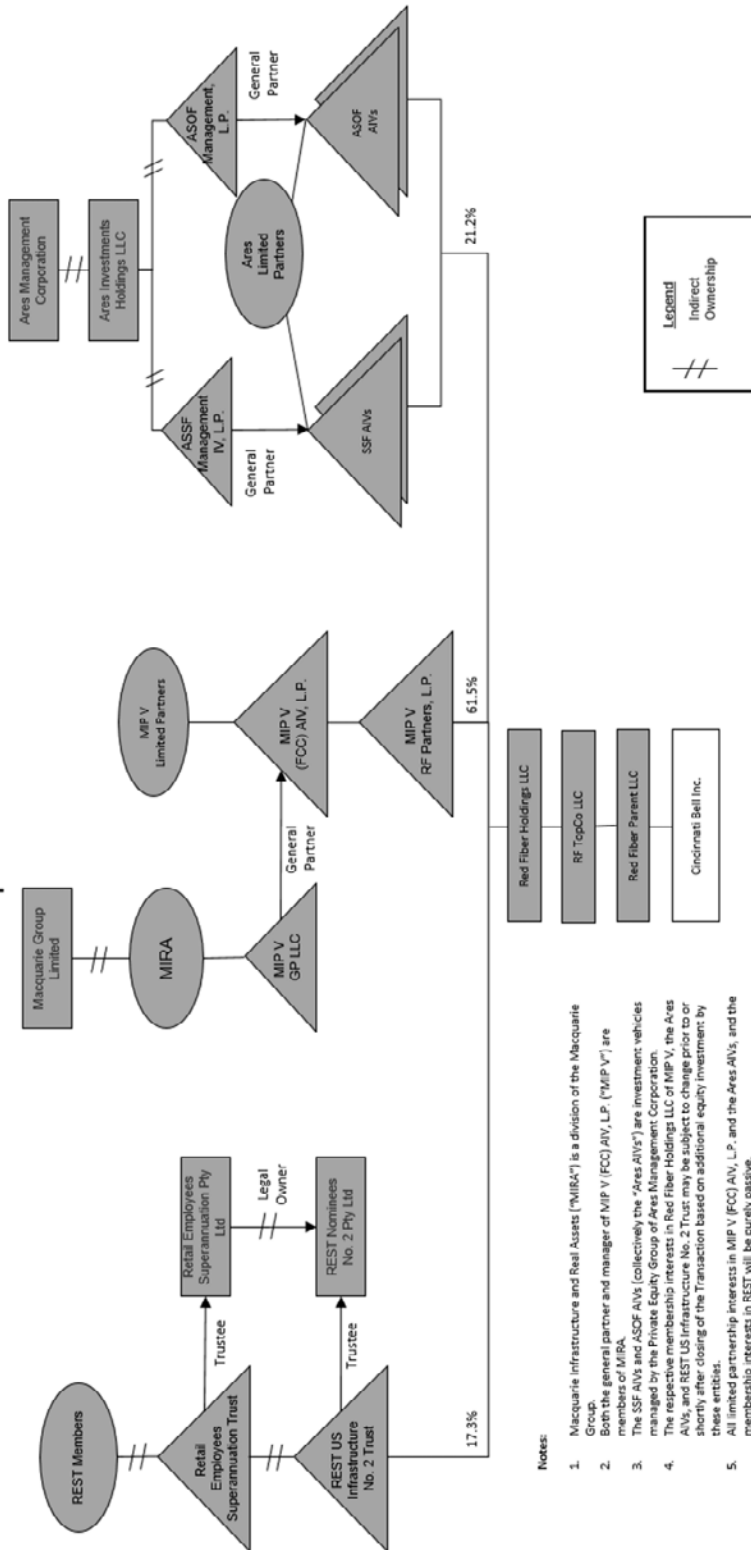 REST Members
Retail
Employees
Superannuation Trust
Trustee
Retail Employees
Superannuation Pty
Ltd
Legal
Owner
REST US
Infrastructure
No. 2 Trust
Trustee
REST Nominees
No. 2 Pty Ltd
17.3%
Macquarie Group
Limited
MIRA
MIP V
GP LLC
General
Partner
MIP V
Limited Partners
MIP V
(FCC) AIV, L.P.
MIP V
RF Partners, L.P.
61.5%
Ares Management
Corporation
Ares Investments
Holdings LLC
ASSF
Management
IV, L.P.
General
Partner
ASOF
Management,
L.P.
General
Partner
Ares
Limited
Partners
SSF AIVs
ASOF
AIVs
21.2%
Red Fiber Holdings LLC
RF TopCo LLC
Red Fiber Parent LLC
Cincinnati Bell Inc.
Legend
Indirect
Ownership
Notes:
1. Macquarie Infrastructure and Real Assets ("MIRA") is a division of the Macquarie
Group.
2. Both the general partner and manager of MIP V (FCC) AIV, L.P. ("MIP V") are
members of MIRA.
3. The SSF AIVs and ASOF AIVs (collectively the "Ares AIVs") are investment vehicles
managed by the Private Equity Group of Ares Management Corporation.
4. The respective membership interests in Red Fiber Holdings LLC of MIP V, the Ares
AIVs, and REST US Infrastructure No. 2 Trust may be subject to change prior to or
shortly after closing of the Transaction based on additional equity investment by
these entities.
5. All limited partnership interests in MIP V (FCC) AIV, L.P. and the Ares AIVs, and the
membership interests in REST will be purely passive.